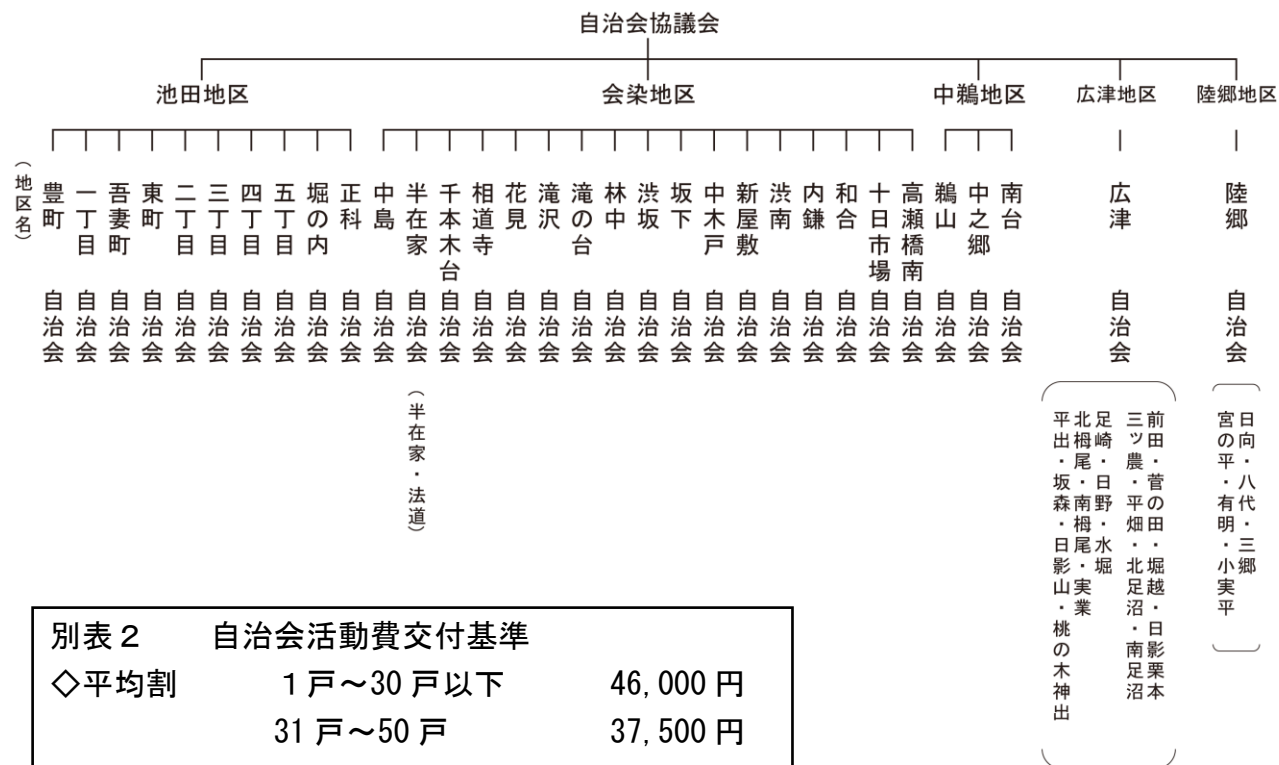 自治会協議会
池田地区
会染地区
中鵜地区
広津地区
陸郷地区
（地区名）
豊町自治会
一丁目自治会
吾妻町自治会
東町自治会
二丁目自治会
三丁目自治会
四丁目自治会
五丁目自治会
堀の内自治会
正科自治会
中島自治会
半在家自治会
（半在家・法道）
千本木台自治会
相道寺自治会
花見自治会
滝沢自治会
滝の台自治会
林中自治会
渋坂自治会
坂下自治会
中木戸自治会
新屋敷自治会
渋南自治会
内鎌自治会
和合自治会
十日市場自治会
高瀬橋南自治会
鵜山自治会
中之郷自治会
南台自治会
広津自治会
前田・菅の田・堀越・日影栗本
三ッ農・平畑・北足沼・南足沼
足崎・日野・水堀
北栂尾・南栂尾・実業
平出・坂森・日影山・桃の木神出
陸郷自治会
日向・八代・三郷
宮の平・有明・小実平
別表２　自治会活動費交付基準
◇平均割　１戸～30戸以下　46,000円
31戸～50戸　37,500円